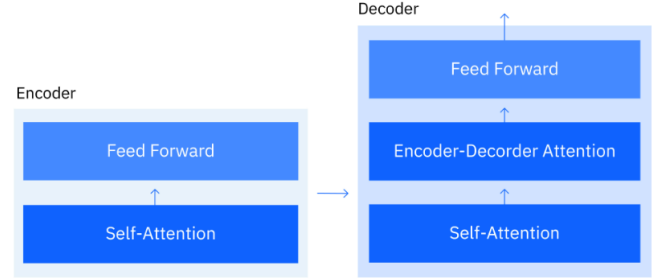 Encoder
Feed Forward
Self-Attention
Decoder
Feed Forward
Encoder-Decorder Attention
Self-Attention